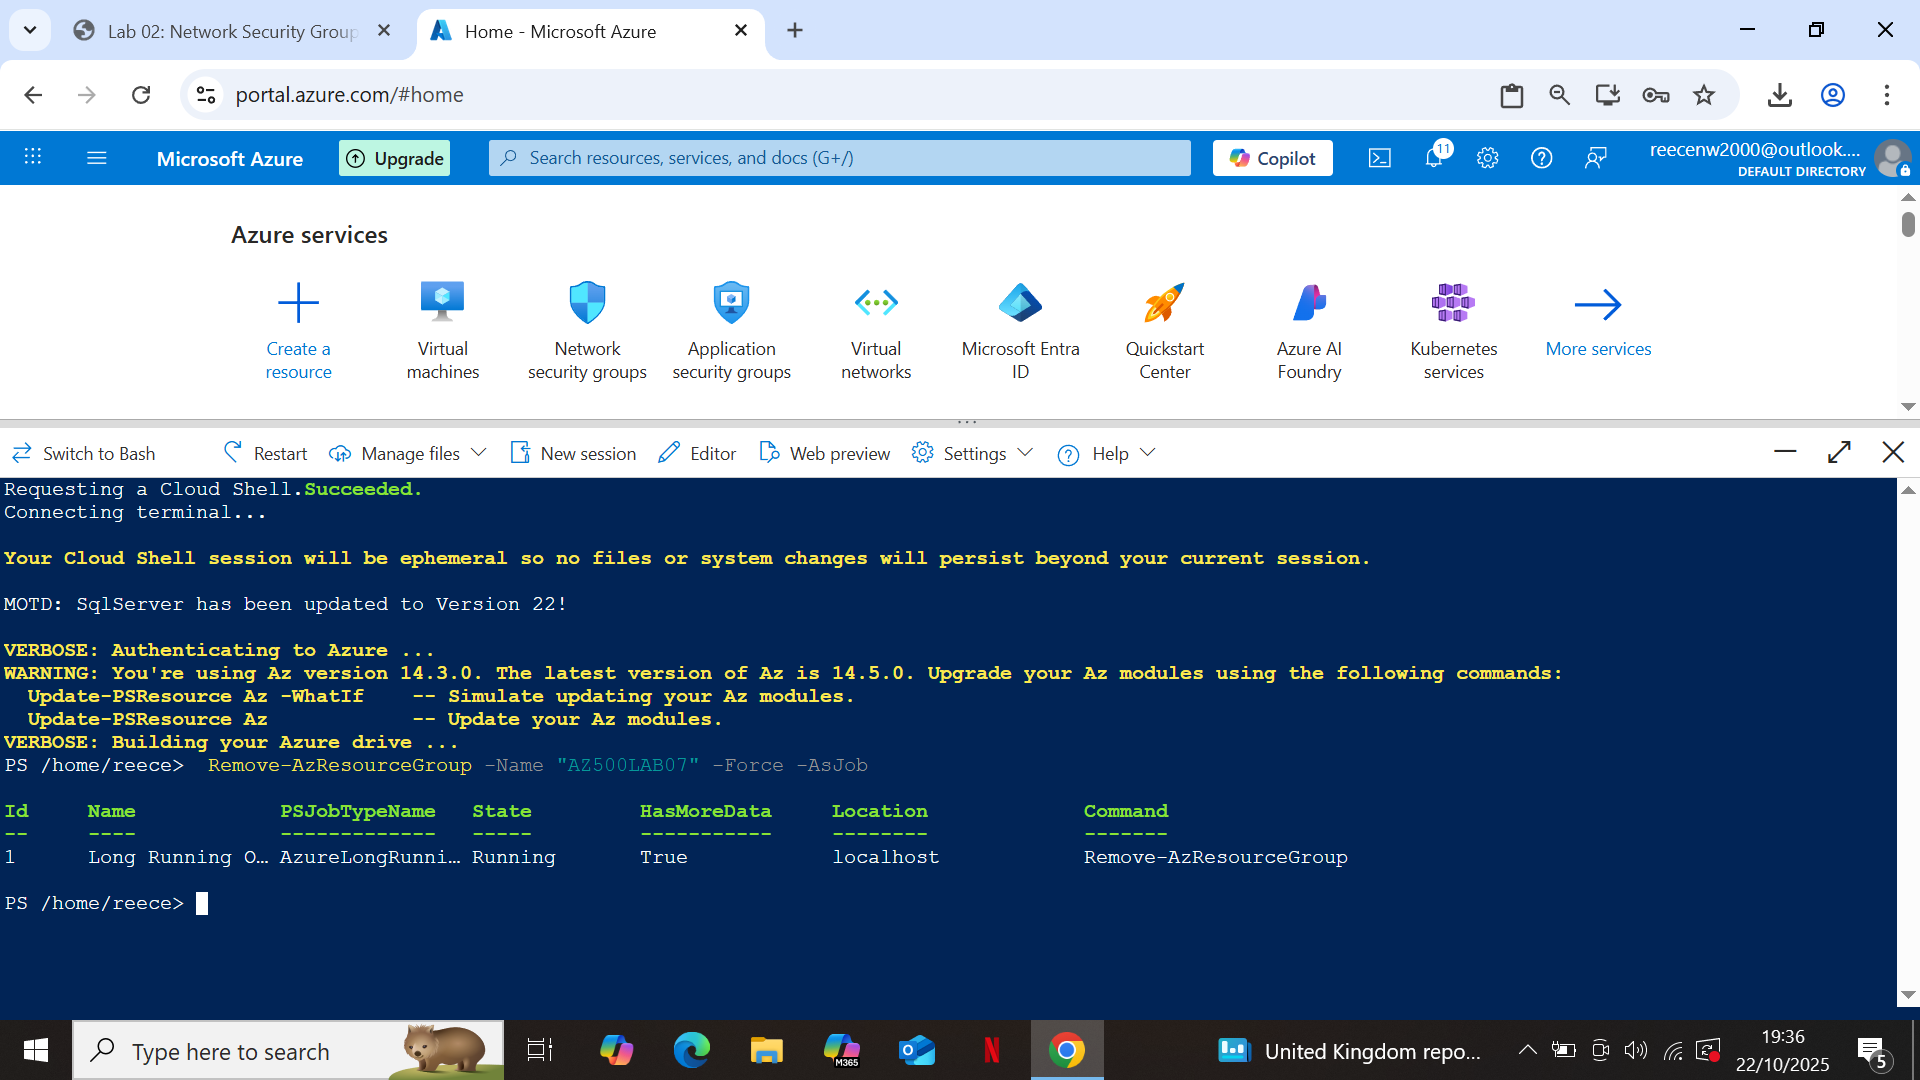 Lab 02: Network Security Group
Home - Microsoft Azure
portal.azure.com/#home
Microsoft Azure
Upgrade
Search resources, services, and docs (G+/)
Copilot
11
reecenw2000@outlook....
DEFAULT DIRECTORY
Azure services
Create a resource
Virtual machines
Network security groups
Application security groups
Virtual networks
Microsoft Entra ID
Quickstart Center
Azure AI Foundry
Kubernetes services
More services
Switch to Bash
Restart
Manage files
New session
Editor
Web preview
Settings
Help
Requesting a Cloud Shell.Succeeded.
Connecting terminal...
Your Cloud Shell session will be ephemeral so no files or system changes will persist beyond your current session.
MOTD: SqlServer has been updated to Version 22!
VERBOSE: Authenticating to Azure ...
WARNING: You're using Az version 14.3.0. The latest version of Az is 14.5.0. Upgrade your Az modules using the following commands:
Update-PSResource Az -WhatIf    -- Simulate updating your Az modules.
Update-PSResource Az            -- Update your Az modules.
VERBOSE: Building your Azure drive ...
PS /home/reece>  Remove-AzResourceGroup -Name "AZ500LAB07" -Force -AsJob
Id     Name            PSJobTypeName   State         HasMoreData     Location             Command
--     ----            -------------   -----         -----------     --------             -------
1      Long Running O… AzureLongRunni… Running       True            localhost            Remove-AzResourceGroup
PS /home/reece>
Type here to search
M365
United Kingdom repo...
19:36
22/10/2025
5